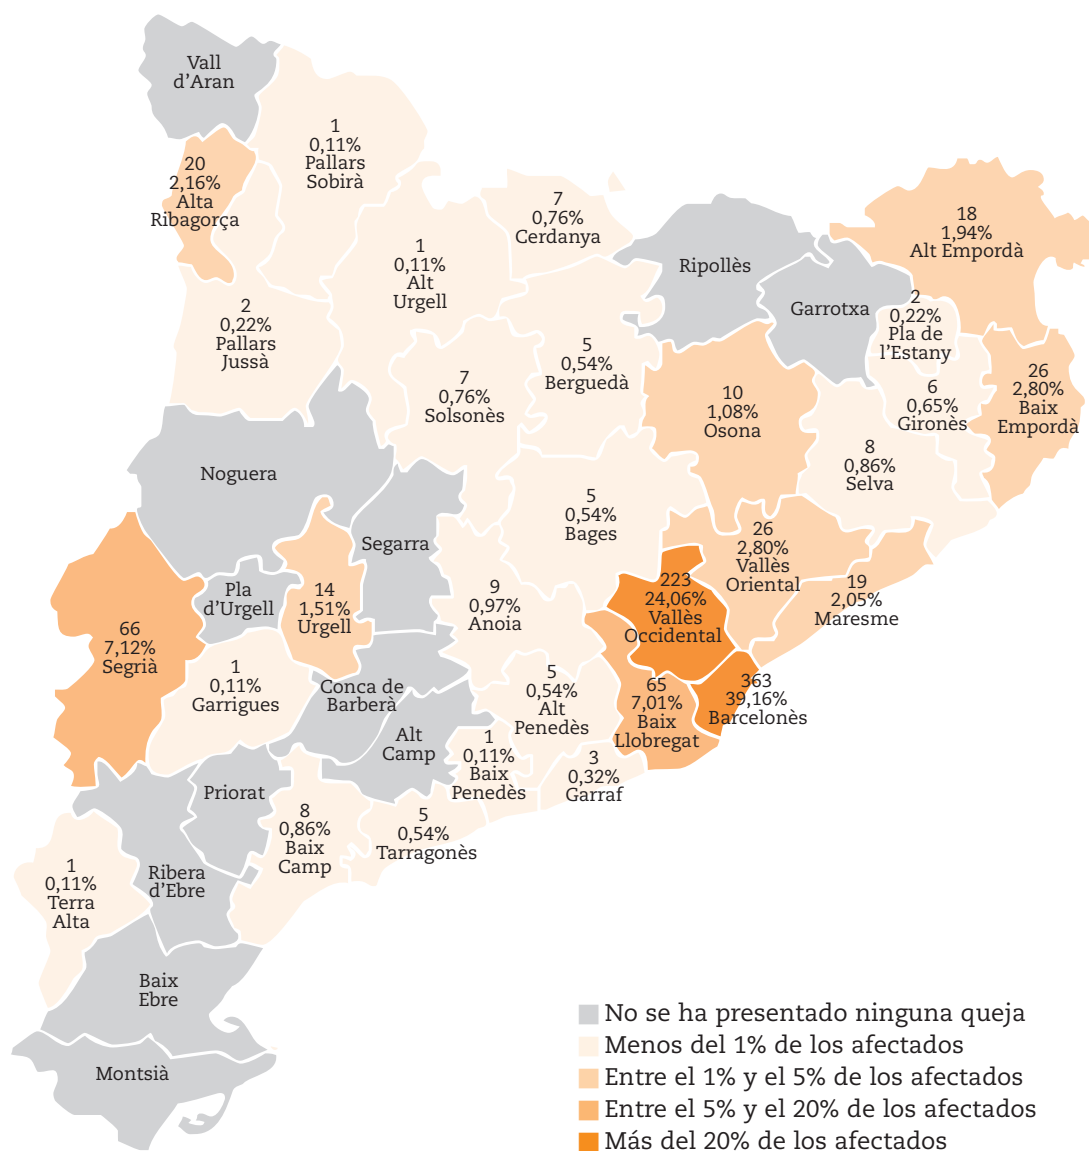 Vall
d’Aran
1
0,11%
Pallars
Sobirà
20
2,16%
Alta
Ribagorça
7
0,76%
Cerdanya
18
1,94%
Alt Empordà
1
0,11%
Alt
Urgell
Ripollès
Garrotxa
2
0,22%
Pla de
l’Estany
2
0,22%
Pallars
Jussà
5
0,54%
Berguedà
7
0,76%
Solsonès
10
1,08%
Osona
6
0,65%
Gironès
26
2,80%
Baix
Empordà
8
0,86%
Selva
Noguera
5
0,54%
Bages
Segarra
26
2,80%
Vallès
Oriental
19
2,05%
Maresme
223
24,06%
Vallès
Occidental
Pla
d’Urgell
14
1,51%
Urgell
9
0,97%
Anoia
66
7,12%
Segrià
1
0,11%
Garrigues
Conca de
Barberà
5
0,54%
Alt
Penedès
65
7,01%
Baix
Llobregat
363
39,16%
Barcelonès
Alt
Camp
1
0,11%
Baix
Penedès
3
0,32%
Garraf
Priorat
8
0,86%
Baix
Camp
5
0,54%
Tarragonès
1
0,11%
Terra
Alta
Ribera
d’Ebre
Baix
Ebre
Montsià
No se ha presentado ninguna queja
Menos del 1% de los afectados
Entre el 1% y el 5% de los afectados
Entre el 5% y el 20% de los afectados
Más del 20% de los afectados